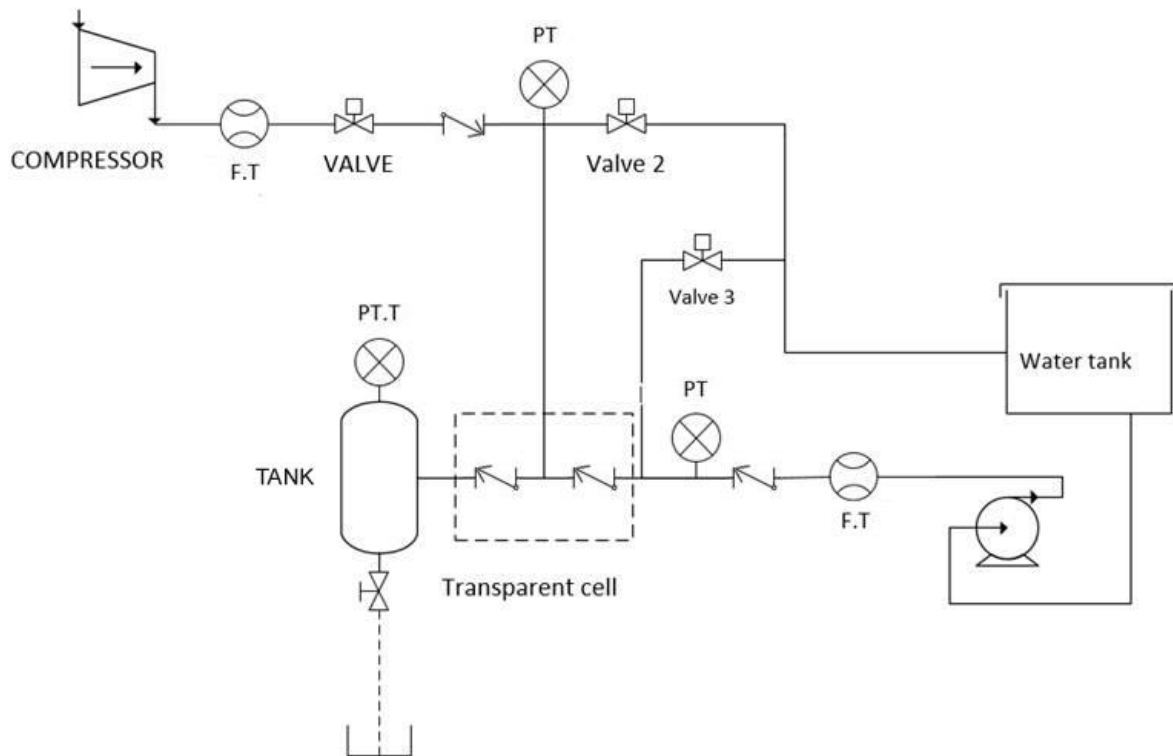 PT
COMPRESSOR
F.T
VALVE
Valve 2
Valve 3
PT.T
Water tank
PT
TANK
F.T
Transparent cell